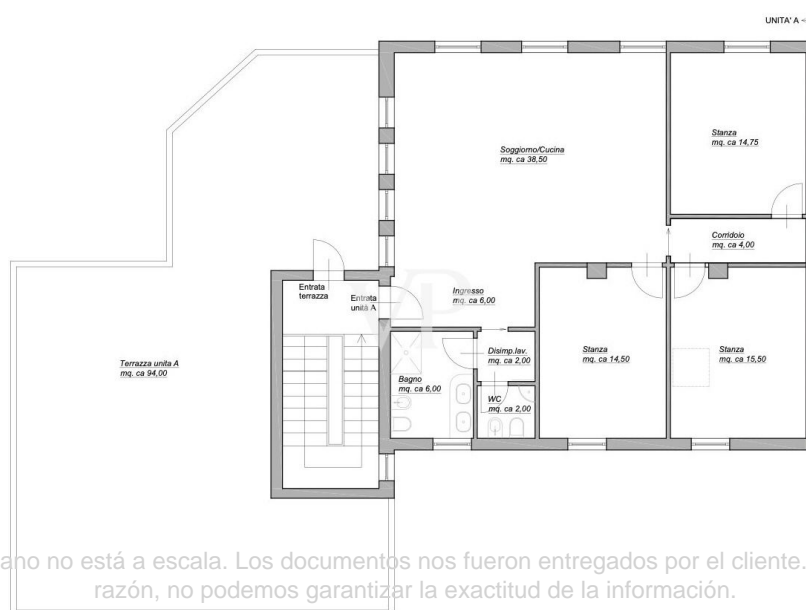 UNITA' A
Stanza
mq. ca 14,75
Soggiorno/Cucina
mq. ca 38,50
Corridoio
mq. ca 4,00
Entrata
terrazza
Entrata
unità A
Ingresso
mq. ca 6,00
VP
Terrazza unita A
mq. ca 94,00
Disimp.lav.
mq. ca 2,00
Stanza
mq. ca 14,50
Stanza
mq. ca 15,50
Bagno
mq. ca 6,00
WC
mq. ca 2,00
no está a escala. Los documentos nos fueron entregados por el cliente.
razón, no podemos garantizar la exactitud de la información.